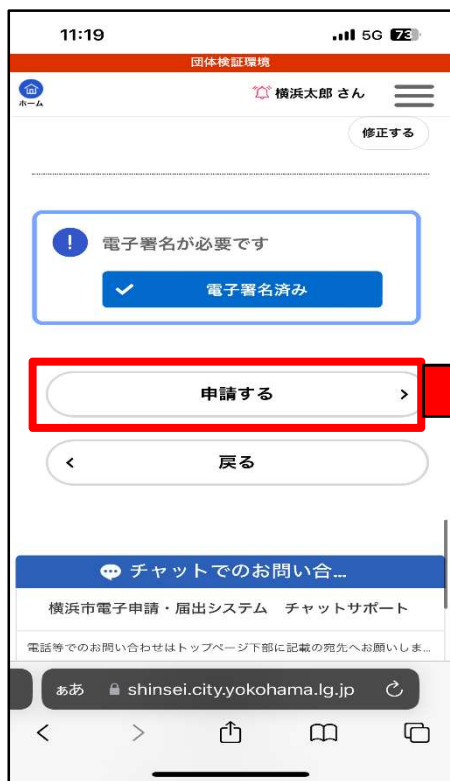 11:19 5G 73
団体検証環境
ホーム 横浜太郎 さん
修正する
! 電子署名が必要です
電子署名済み
申請する
戻る
チャットでのお問い合...
横浜市電子申請・届出システム チャットサポート
電話等でのお問い合わせはトップページ下部に記載の宛先へお願いしま...
ぁあ shinsei.city.yokohama.lg.jp